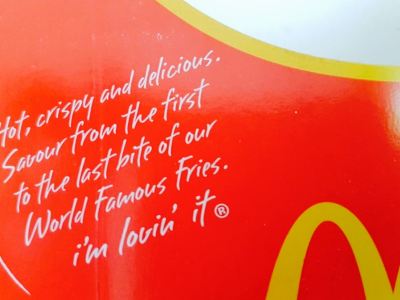 Hot, crispy and delicious.
Savour from the first
to the last bite of our
World Famous Fries.
i'm lovin' it®